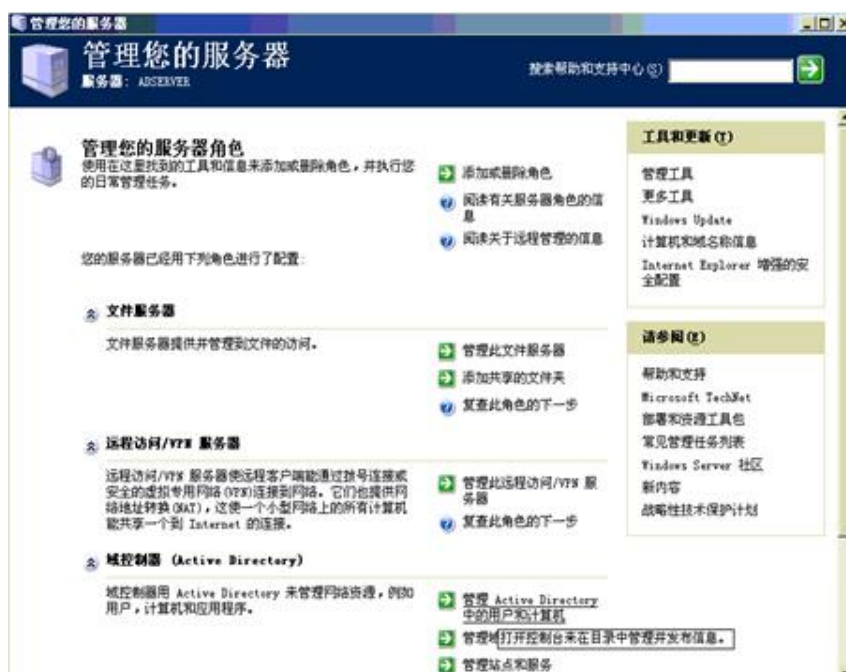 管理您的服务器
管理您的服务器
服务器: ADSERVER
搜索帮助和支持中心(S)
管理您的服务器角色
使用在这里找到的工具和信息来添加或删除角色，并执行您
的日常管理任务。
添加或删除角色
阅读有关服务器角色的信
息
阅读关于远程管理的信息
您的服务器已经用下列角色进行了配置:
文件服务器
文件服务器提供并管理到文件的访问。
管理此文件服务器
添加共享的文件夹
复查此角色的下一步
远程访问/VPN 服务器
远程访问/VPN 服务器使远程客户端能通过拨号连接或
安全的虚拟专用网络(VPN)连接到网络。它们也提供网
络地址转换(NAT)，这使一个小型网络上的所有计算机
能共享一个到 Internet 的连接。
管理此远程访问/VPN 服
务器
复查此角色的下一步
域控制器 (Active Directory)
域控制器用 Active Directory 来管理网络资源，例如
用户，计算机和应用程序。
管理 Active Directory
中的用户和计算机
管理域
打开控制台来在目录中管理并发布信息。
管理站点和服务
工具和更新(T)
管理工具
更多工具
Windows Update
计算机和域名称信息
Internet Explorer 增强的安
全配置
请参阅(E)
帮助和支持
Microsoft TechNet
部署和资源工具包
常见管理任务列表
Windows Server 社区
新内容
战略性技术保护计划